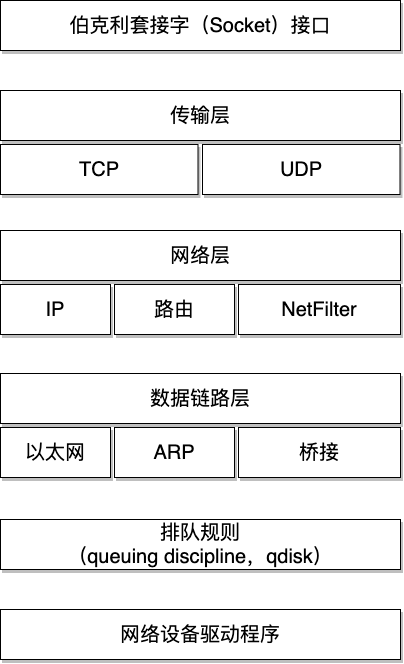 伯克利套接字（Socket）接口
传输层
TCP
UDP
网络层
IP
路由
NetFilter
数据链路层
以太网
ARP
桥接
排队规则
（queuing discipline，qdisk）
网络设备驱动程序